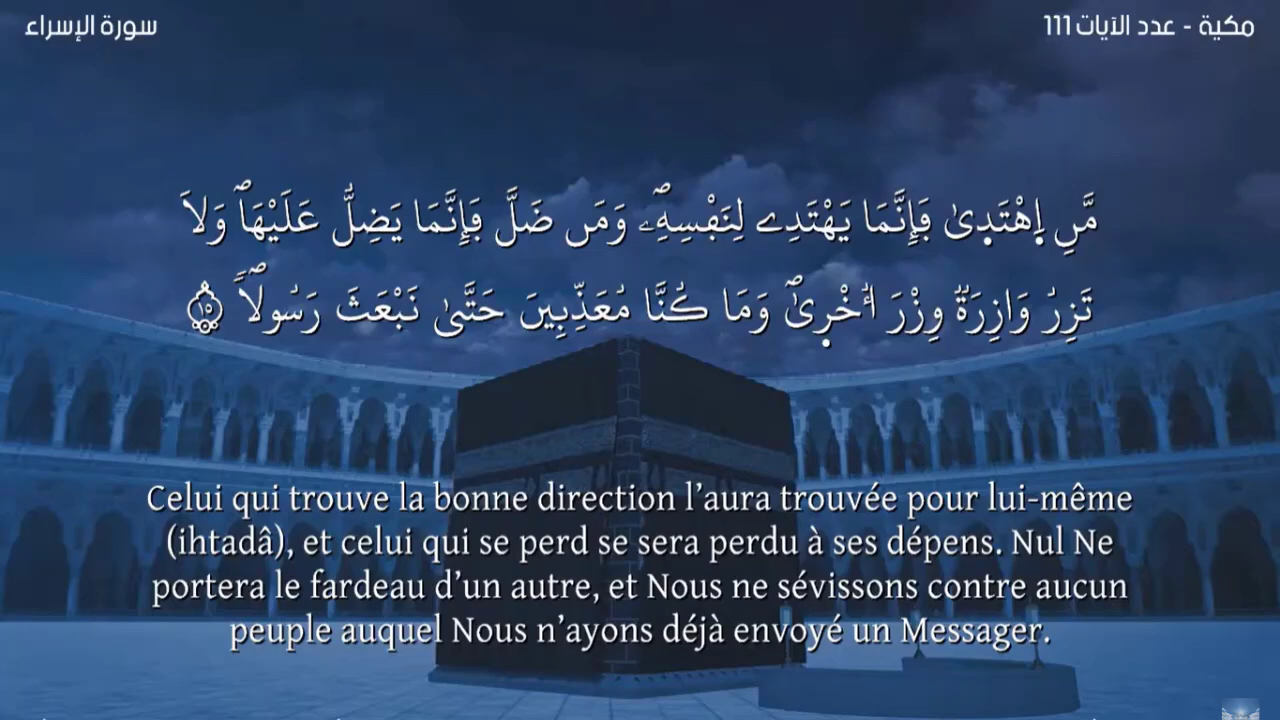 مكية - عدد الآيات 111
سورة الإسراء
مَّنِ اِ۪هْتَد۪ىٰ فَإِنَّمَا يَهْتَدِے لِنَفْسِهِۦۖ وَمَن ضَلَّ فَإِنَّمَا يَضِلُّ عَلَيْهَاۖ وَلَا
تَزِرُ وَازِرَةٌ وِزْرَ أُخْر۪ىٰۖ وَمَا كُنَّا مُعَذِّبِينَ حَتَّىٰ نَبْعَثَ رَسُولاٗۖ ١٥
Celui qui trouve la bonne direction l’aura trouvée pour lui-même
(ihtadâ), et celui qui se perd se sera perdu à ses dépens. Nul Ne
portera le fardeau d’un autre, et Nous ne sévissons contre aucun
peuple auquel Nous n’ayons déjà envoyé un Messager.